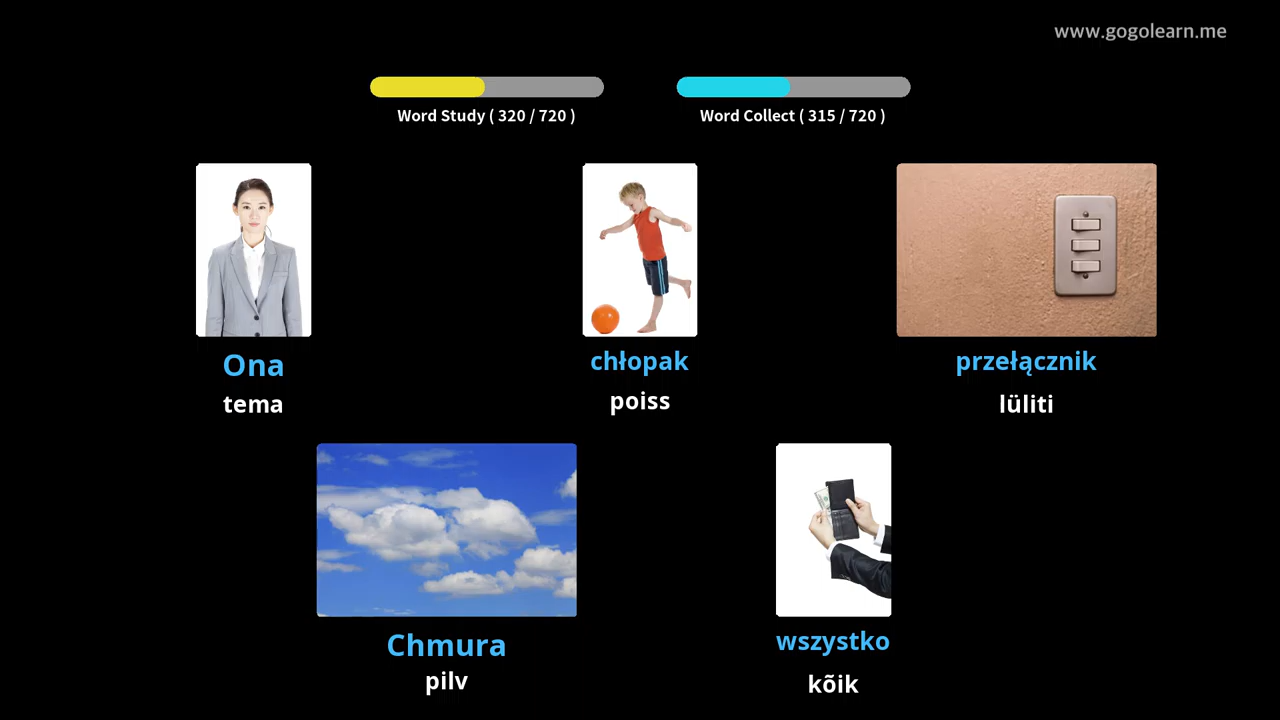 www.gogolearn.me
Word Study ( 320 / 720 )
Word Collect ( 315 / 720 )
Ona
tema
chłopak
poiss
przełącznik
lüliti
Chmura
pilv
wszystko
kõik